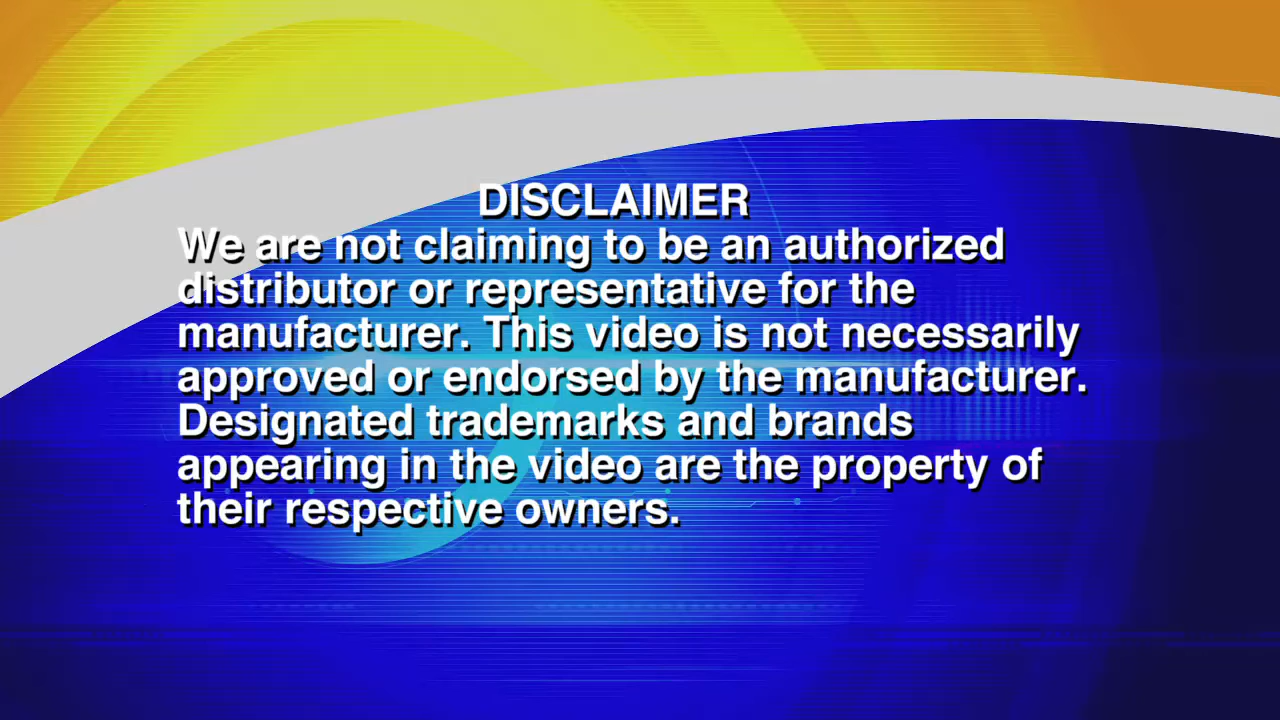 DISCLAIMER
We are not claiming to be an authorized
distributor or representative for the
manufacturer. This video is not necessarily
approved or endorsed by the manufacturer.
Designated trademarks and brands
appearing in the video are the property of
their respective owners.